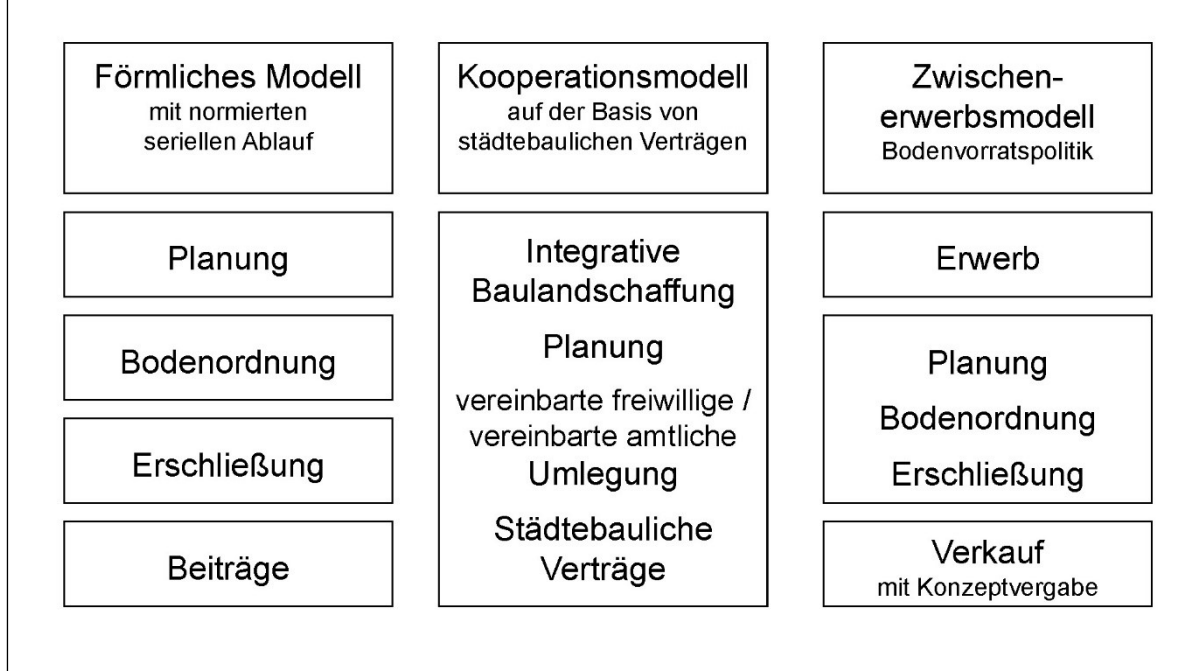 Förmliches Modell
mit normierten
seriellen Ablauf
Planung
Bodenordnung
Erschließung
Beiträge
Kooperationsmodell
auf der Basis von
städtebaulichen Verträgen
Integrative
Baulandschaffung
Planung
vereinbarte freiwillige /
vereinbarte amtliche
Umlegung
Städtebauliche
Verträge
Zwischen-
erwerbsmodell
Bodenvorratspolitik
Erwerb
Planung
Bodenordnung
Erschließung
Verkauf
mit Konzeptvergabe